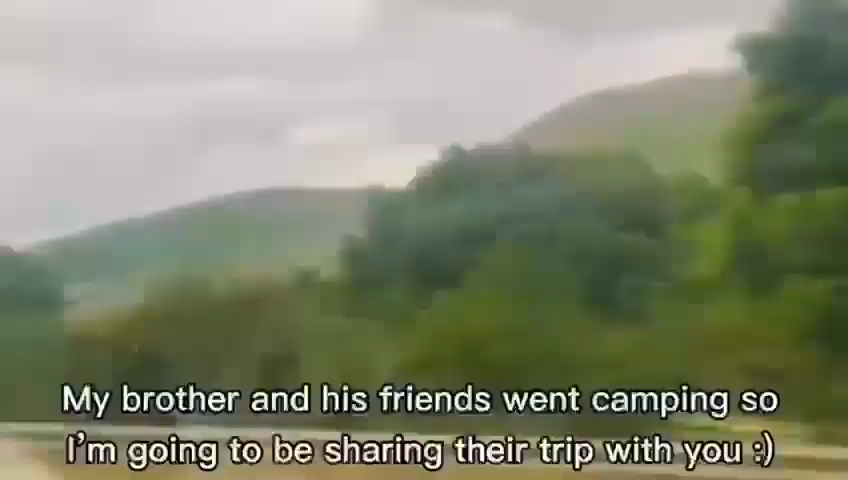 My brother and his friends went camping so
I'm going to be sharing their trip with you :)